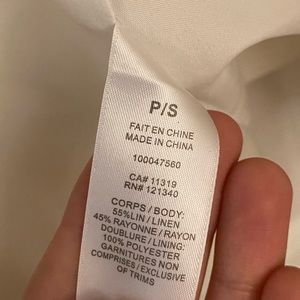 P/S
FAIT EN CHINE
MADE IN CHINA
100047560
CA# 11319
RN# 121340
CORPS / BODY:
55% LIN / LINEN
45% RAYONNE / RAYON
DOUBLURE / LINING:
100% POLYESTER
GARNITURES NON
COMPRISES / EXCLUSIVE
OF TRIMS